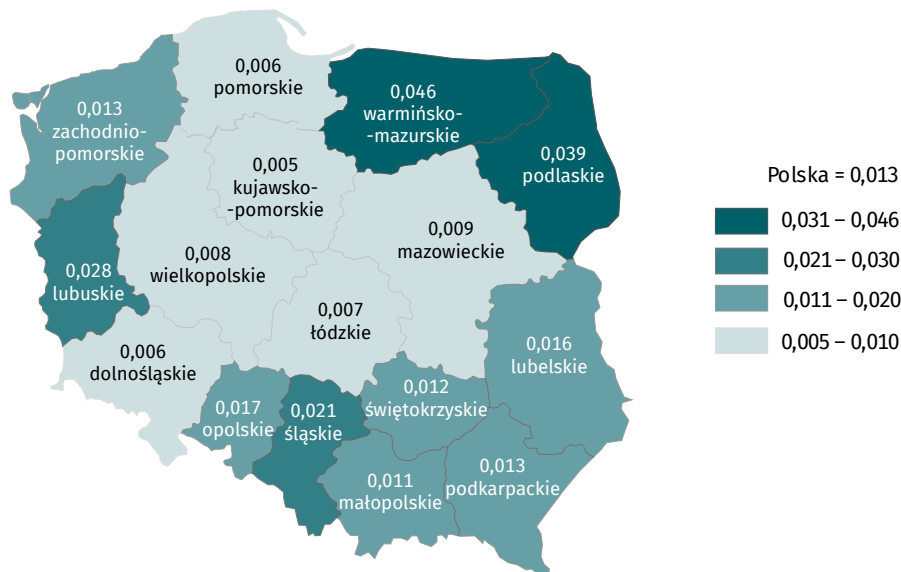 0,006
pomorskie
0,046
warmińsko-
-mazurskie
0,013
zachodnio-
pomorskie
0,039
podlaskie
0,005
kujawsko-
-pomorskie
0,009
mazowieckie
0,008
wielkopolskie
0,028
lubuskie
0,007
łódzkie
0,016
lubelskie
0,006
dolnośląskie
0,012
świętokrzyskie
0,017
opolskie
0,021
śląskie
0,013
podkarpackie
0,011
małopolskie
Polska = 0,013
0,031 – 0,046
0,021 – 0,030
0,011 – 0,020
0,005 – 0,010